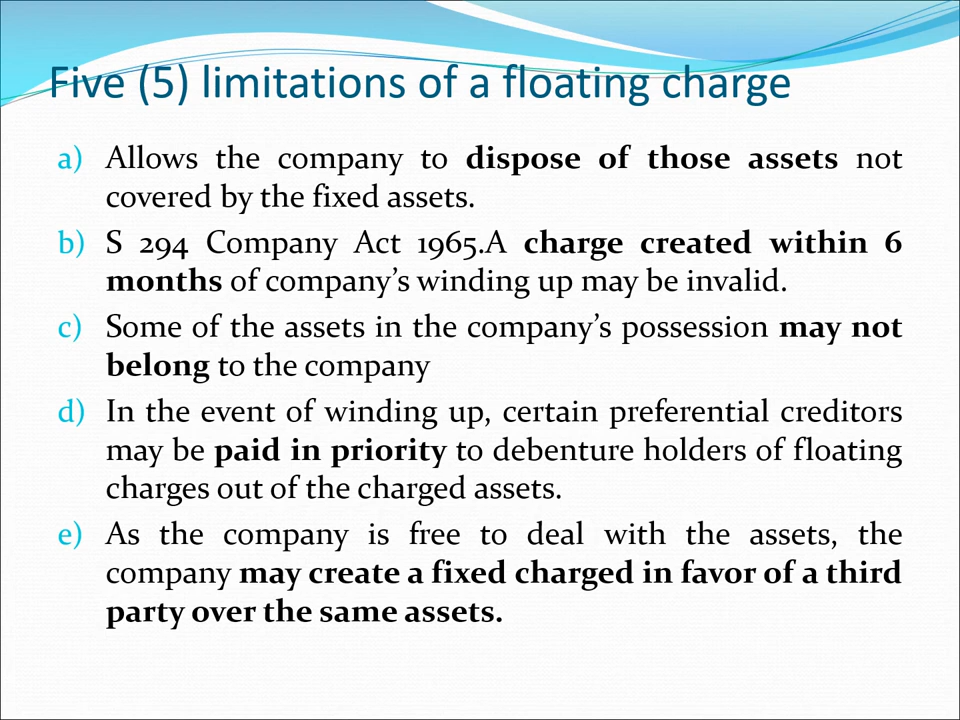 Five (5) limitations of a floating charge
a) Allows the company to dispose of those assets not
covered by the fixed assets.
b) S 294 Company Act 1965.A charge created within 6
months of company’s winding up may be invalid.
c) Some of the assets in the company’s possession may not
belong to the company
d) In the event of winding up, certain preferential creditors
may be paid in priority to debenture holders of floating
charges out of the charged assets.
e) As the company is free to deal with the assets, the
company may create a fixed charged in favor of a third
party over the same assets.